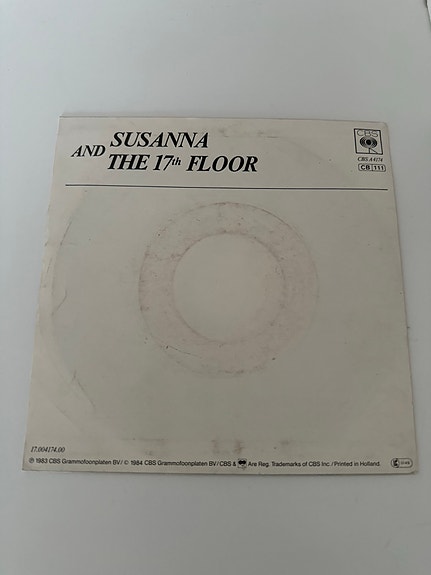 SUSANNA
AND THE 17th FLOOR
CBS
CBS A 4174
CB 111
17.004174.00
℗ 1983 CBS Grammofoonplaten BV/ © 1984 CBS Grammofoonplaten BV/CBS & Are Reg. Trademarks of CBS Inc./Printed in Holland.